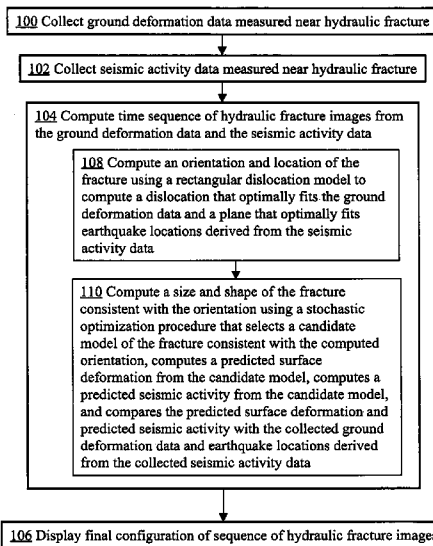 100 Collect ground deformation data measured near hydraulic fracture
102 Collect seismic activity data measured near hydraulic fracture
104 Compute time sequence of hydraulic fracture images from
the ground deformation data and the seismic activity data
108 Compute an orientation and location of the
fracture using a rectangular dislocation model to
compute a dislocation that optimally fits the ground
deformation data and a plane that optimally fits
earthquake locations derived from the seismic
activity data
110 Compute a size and shape of the fracture
consistent with the orientation using a stochastic
optimization procedure that selects a candidate
model of the fracture consistent with the computed
orientation, computes a predicted surface
deformation from the candidate model, computes a
predicted seismic activity from the candidate model,
and compares the predicted surface deformation and
predicted seismic activity with the collected ground
deformation data and earthquake locations derived
from the collected seismic activity data
106 Display final configuration of sequence of hydraulic fracture images